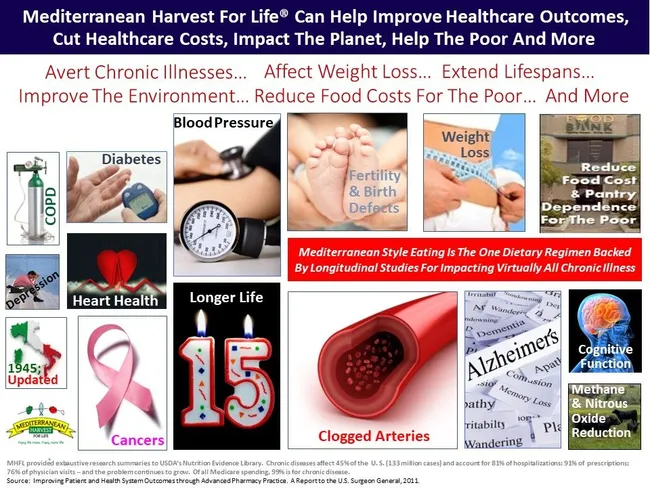 Mediterranean Harvest For Life® Can Help Improve Healthcare Outcomes,
Cut Healthcare Costs, Impact The Planet, Help The Poor And More
Avert Chronic Illnesses... Affect Weight Loss... Extend Lifespans...
Improve The Environment... Reduce Food Costs For The Poor... And More
COPD
Diabetes
Blood Pressure
Fertility
& Birth
Defects
Weight
Loss
FOOD
BANK
Reduce
Food Cost
& Pantry
Dependence
For The Poor
Mediterranean Style Eating Is The One Dietary Regimen Backed
By Longitudinal Studies For Impacting Virtually All Chronic Illness
Depression
Heart Health
1945;
Updated
MEDITERRANEAN
HARVEST
FOR LIFE
Cancers
Longer Life
15
Clogged Arteries
Irritabil
Sundowning
Dementia
Alzheimer's
Memory Loss
Irritability
Wandering
Cognitive
Function
Methane
& Nitrous
Oxide
Reduction
MHFL provided exhaustive research summaries to USDA's Nutrition Evidence Library. Chronic diseases affect 45% of the U. S. (133 million cases) and account for 81% of hospitalizations; 91% of prescriptions;
76% of physician visits – and the problem continues to grow. Of all Medicare spending, 99% is for chronic disease.
Source: Improving Patient and Health System Outcomes through Advanced Pharmacy Practice. A Report to the U.S. Surgeon General, 2011.